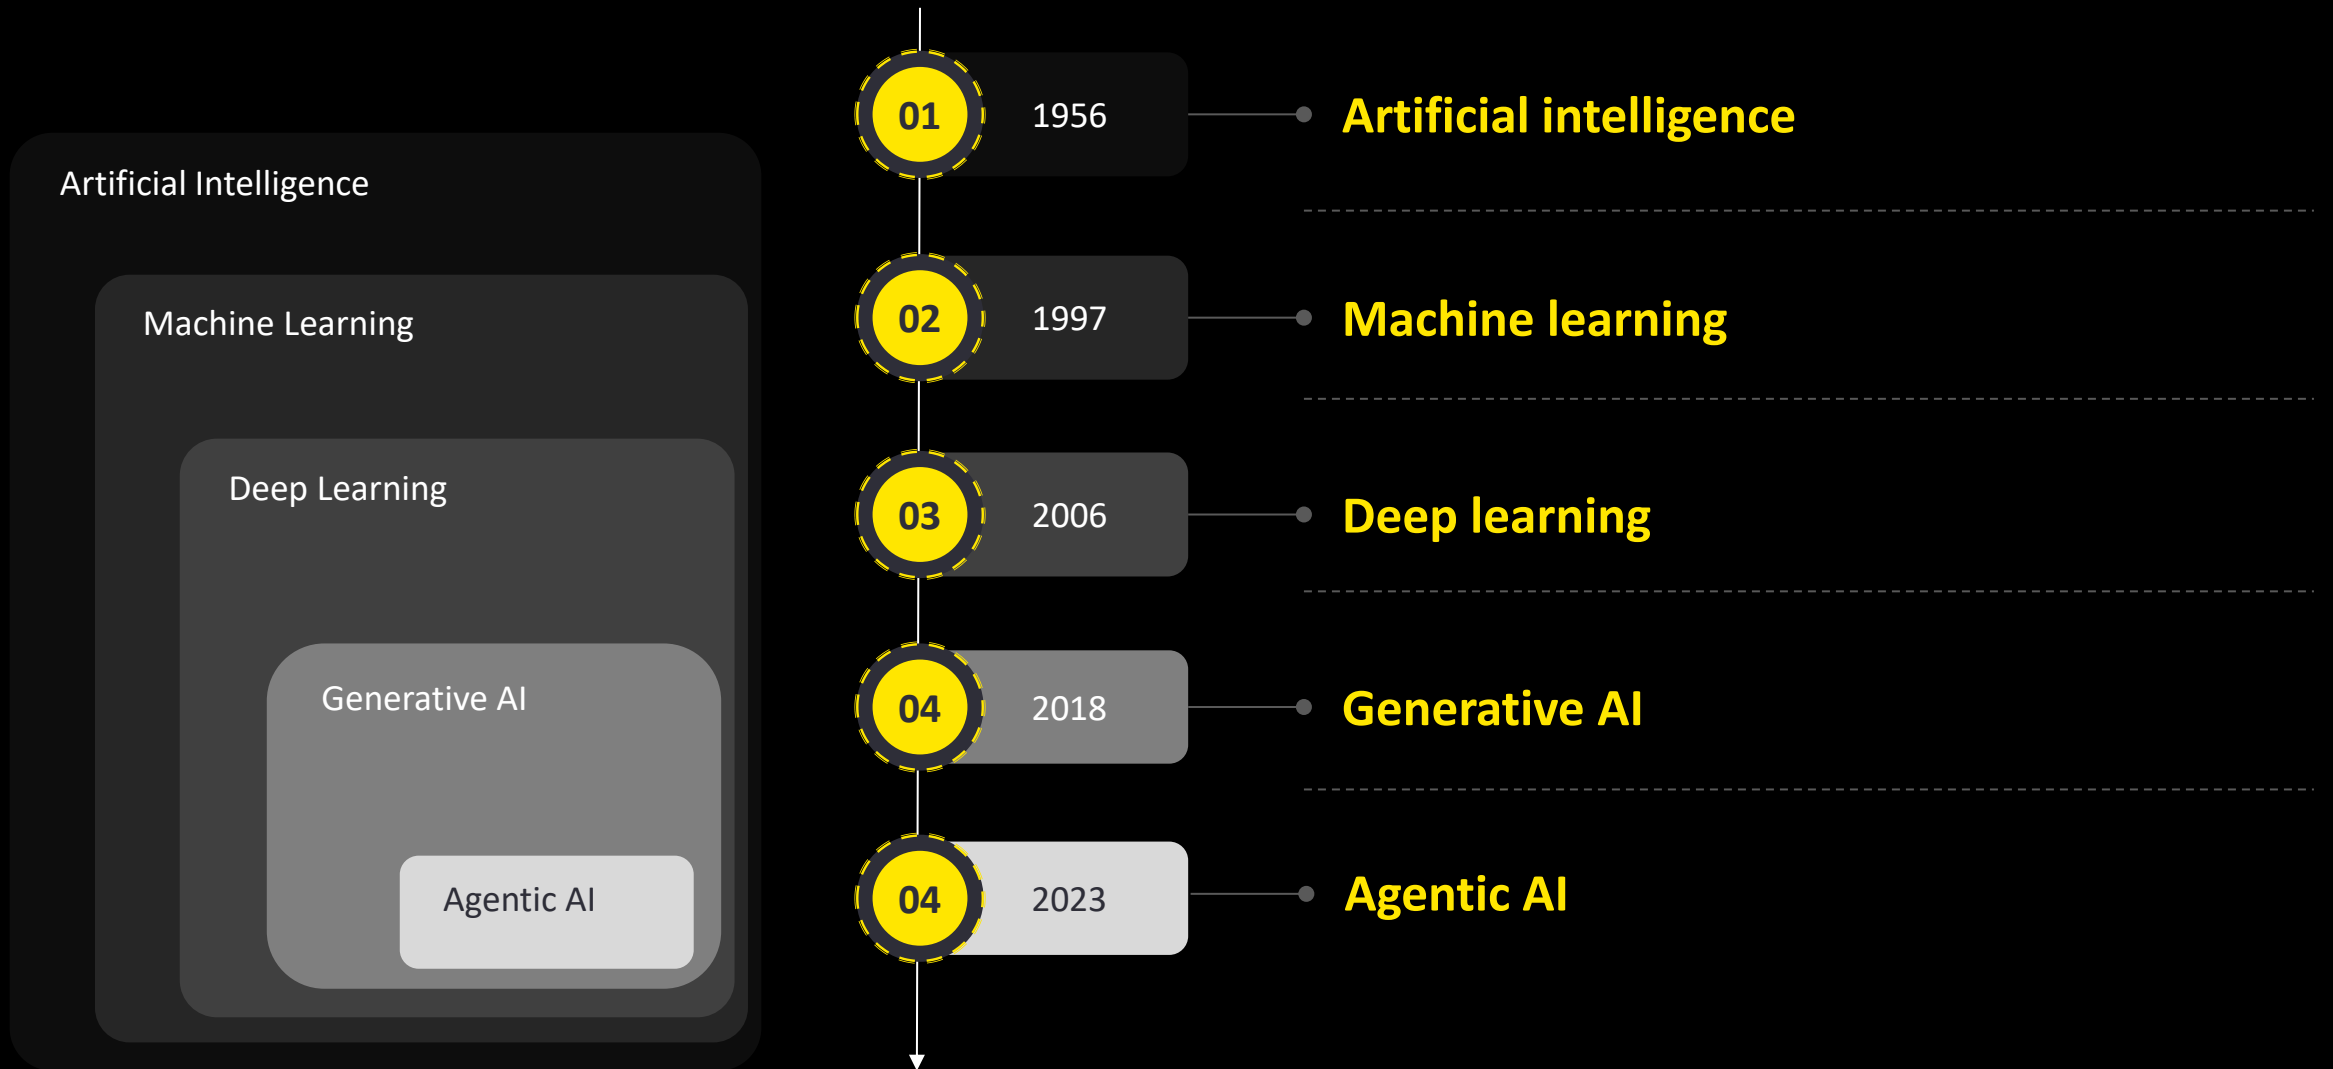 Artificial Intelligence
Machine Learning
Deep Learning
Generative AI
Agentic AI
01 1956 Artificial intelligence
02 1997 Machine learning
03 2006 Deep learning
04 2018 Generative AI
04 2023 Agentic AI